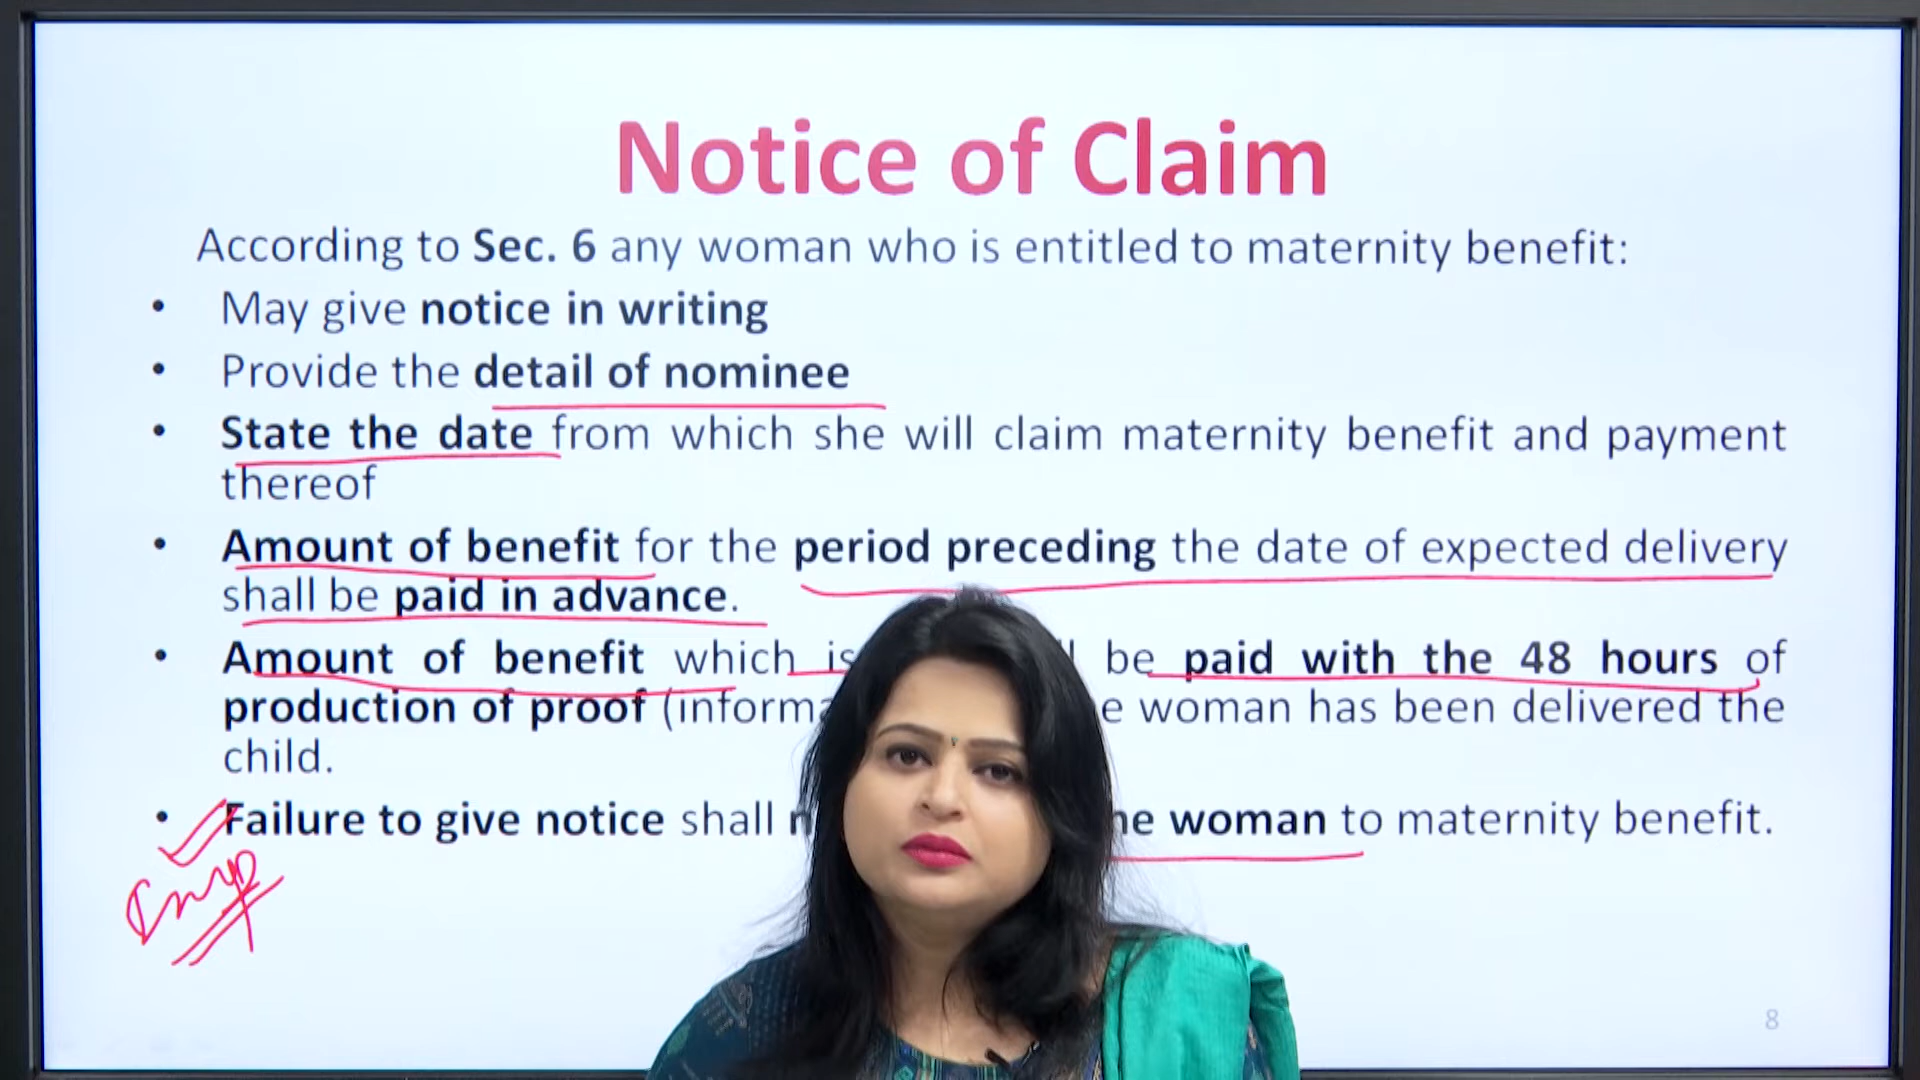 Notice of Claim
According to Sec. 6 any woman who is entitled to maternity benefit:
• May give notice in writing
• Provide the detail of nominee
• State the date from which she will claim maternity benefit and payment
thereof
• Amount of benefit for the period preceding the date of expected delivery
shall be paid in advance.
• Amount of benefit which is be paid with the 48 hours of
production of proof (informa woman has been delivered the
child.
• Failure to give notice shall woman to maternity benefit.
Imp
8